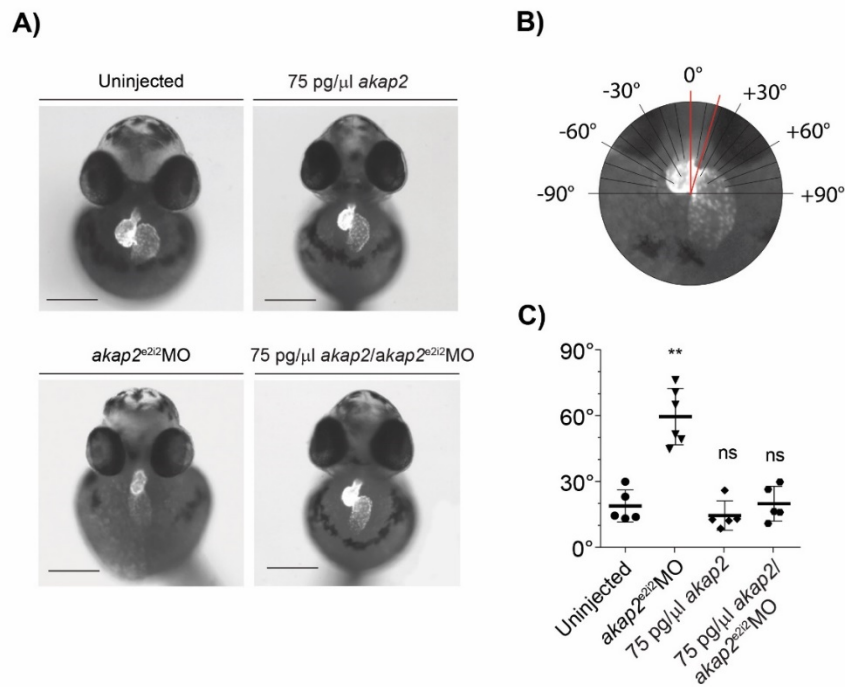 A)
Uninjected
75 pg/µl akap2
akap2e2i2MO
75 pg/µl akap2/akap2e2i2MO
B)
0°
-30°
+30°
-60°
+60°
-90°
+90°
C)
90°
60°
30°
0°
**
ns
ns
Uninjected
akap2e2i2MO
75 pg/µl akap2
75 pg/µl akap2/
akap2e2i2MO